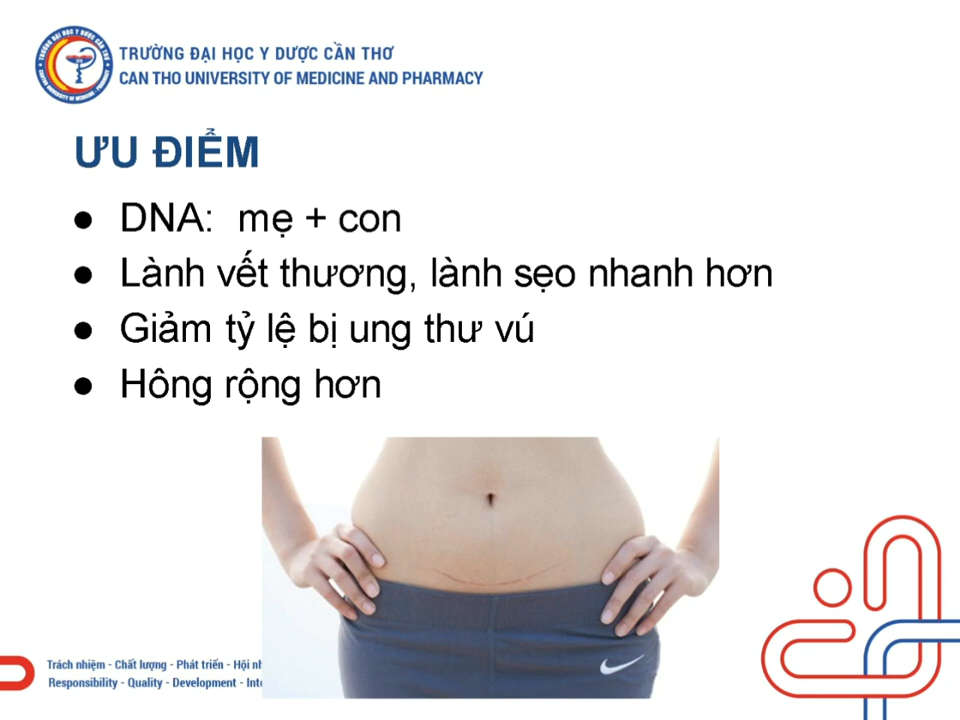 TRƯỜNG ĐẠI HỌC Y DƯỢC CẦN THƠ
CAN THO UNIVERSITY OF MEDICINE AND PHARMACY
ƯU ĐIỂM
● DNA: mẹ + con
● Lành vết thương, lành sẹo nhanh hơn
● Giảm tỷ lệ bị ung thư vú
● Hông rộng hơn
Trách nhiệm - Chất lượng - Phát triển - Hội
Responsibility - Quality - Development -